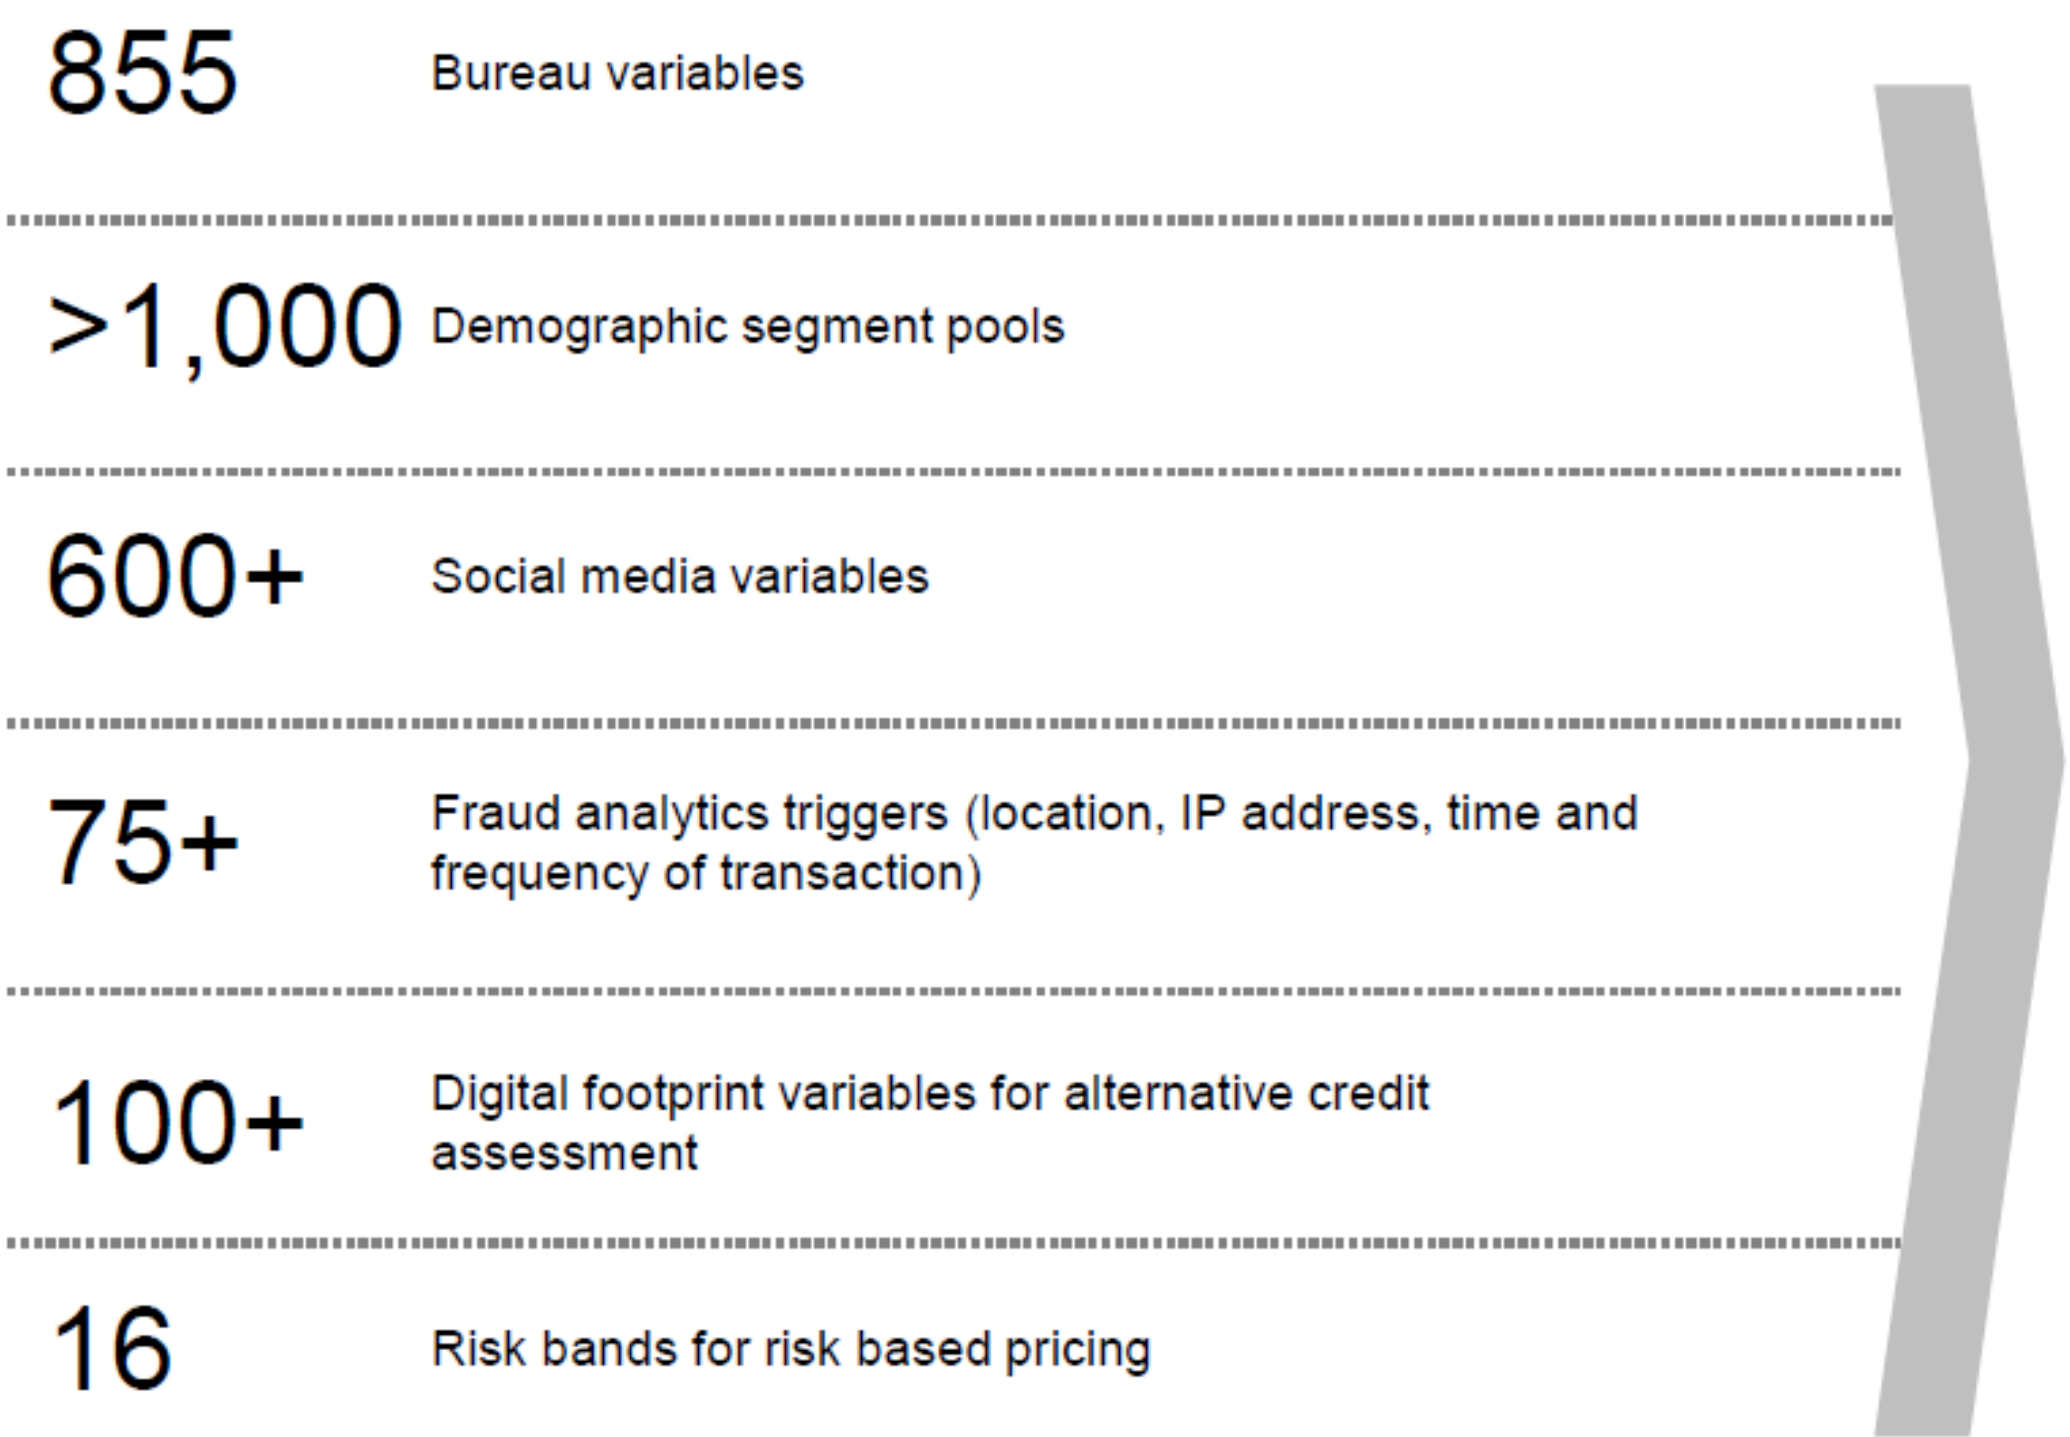 855 Bureau variables
>1,000 Demographic segment pools
600+ Social media variables
75+ Fraud analytics triggers (location, IP address, time and
frequency of transaction)
100+ Digital footprint variables for alternative credit
assessment
16 Risk bands for risk based pricing